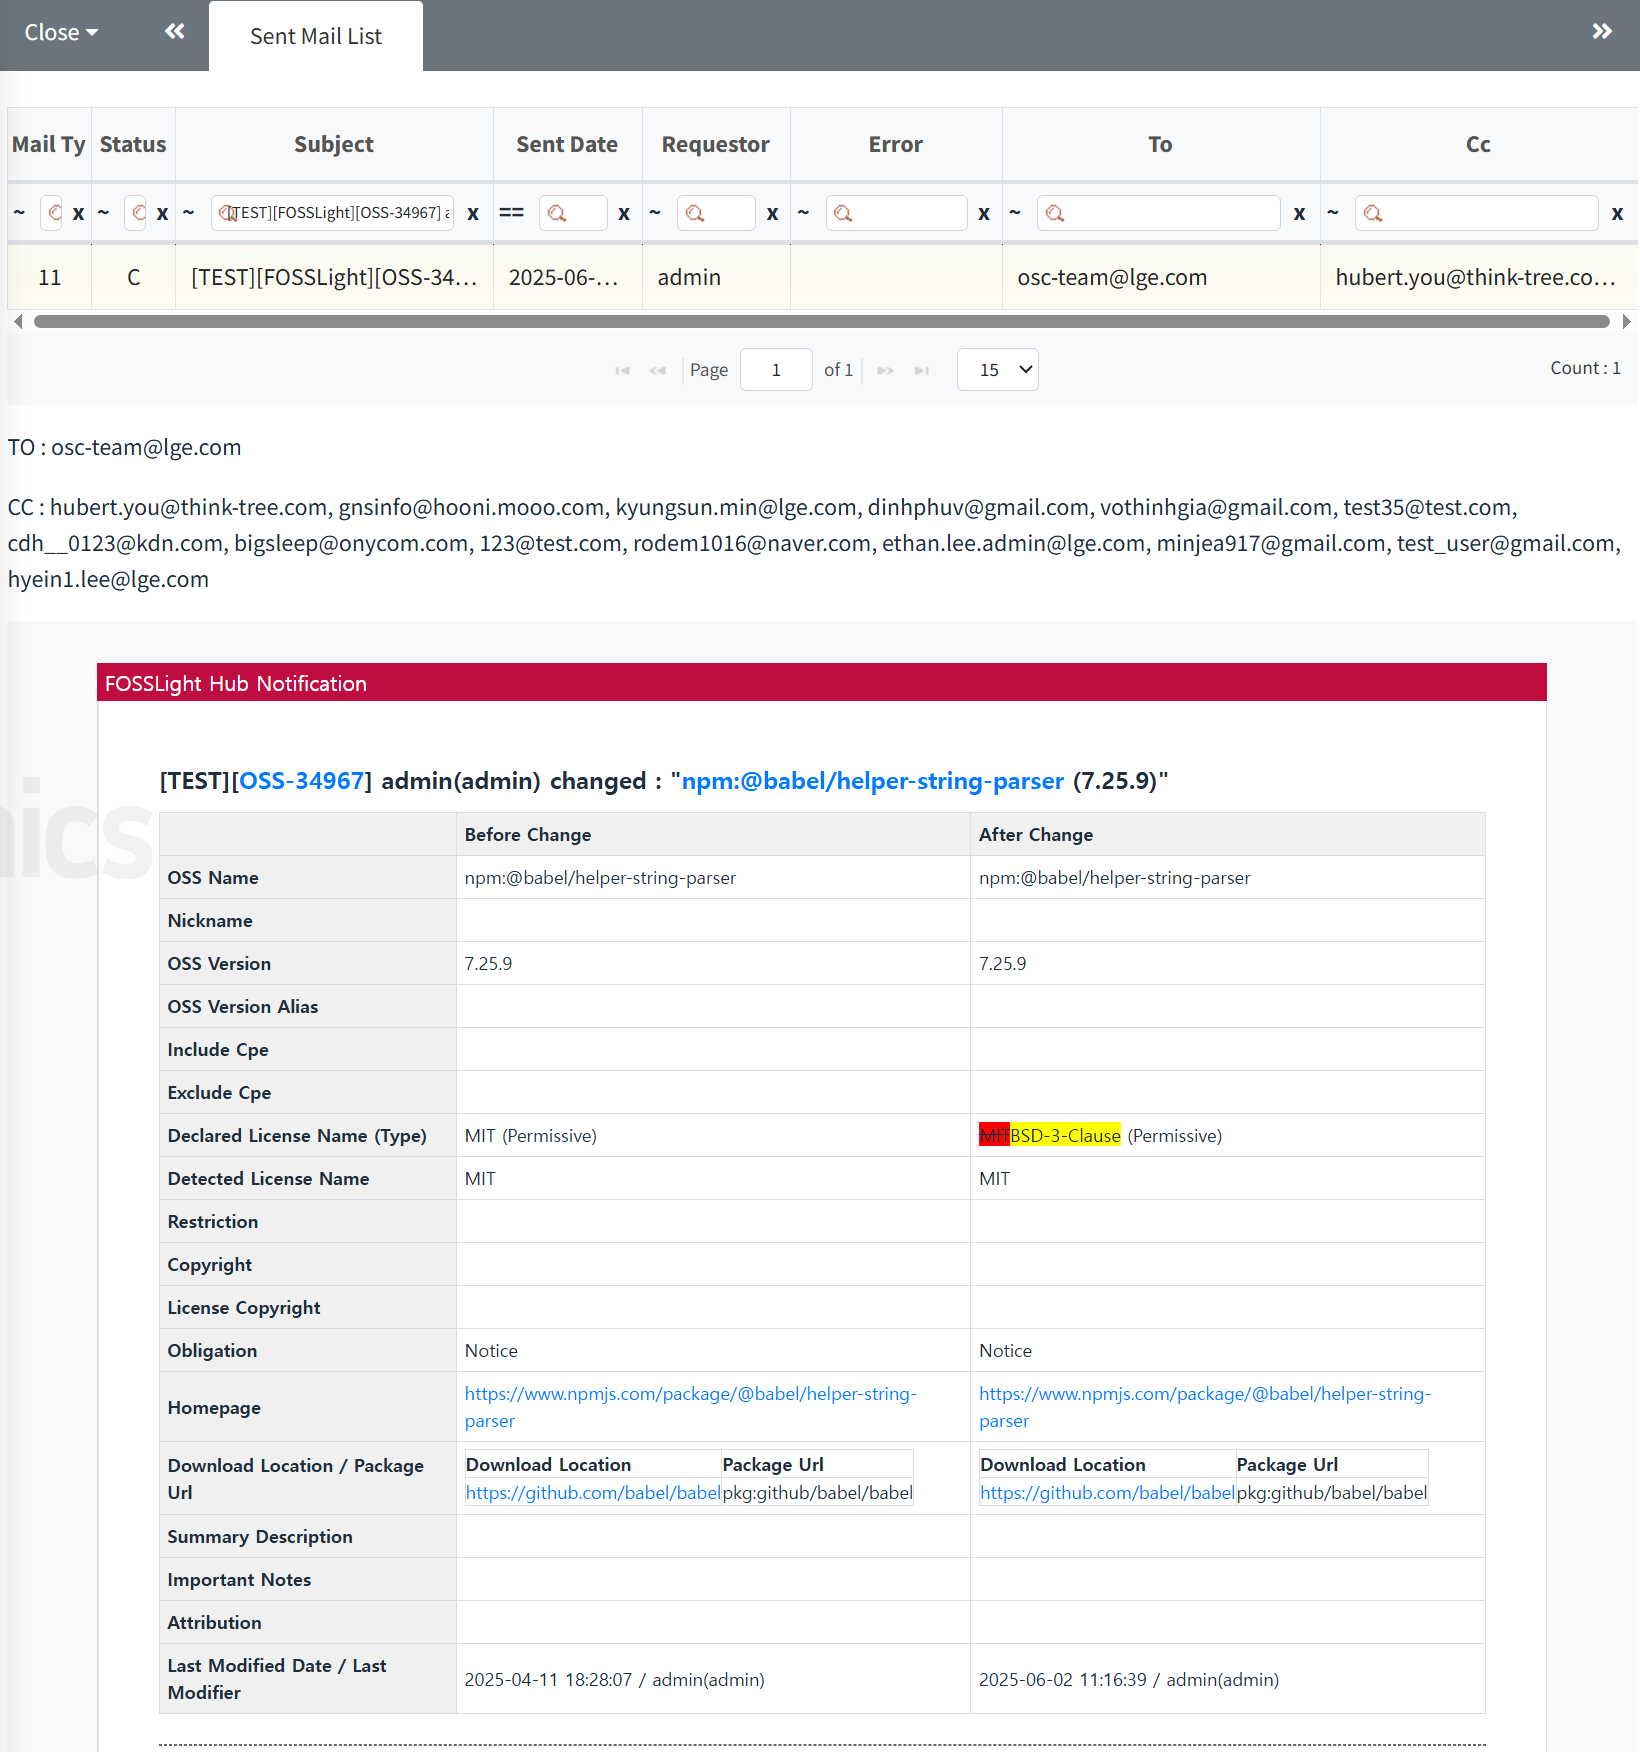 Close
Sent Mail List
Mail Ty Status Subject Sent Date Requestor Error To Cc
~ x ~ x ~ [TEST][FOSSLight][OSS-34967] x == x ~ x ~ x ~ x ~ x
11 C [TEST][FOSSLight][OSS-34... 2025-06-... admin osc-team@lge.com hubert.you@think-tree.co...
Page 1 of 1 15 Count : 1
TO : osc-team@lge.com
CC : hubert.you@think-tree.com, gnsinfo@hooni.mooo.com, kyungsun.min@lge.com, dinhphuv@gmail.com, vothinhgia@gmail.com, test35@test.com,
cdh__0123@kdn.com, bigsleep@onycom.com, 123@test.com, rodem1016@naver.com, ethan.lee.admin@lge.com, minjea917@gmail.com, test_user@gmail.com,
hyein1.lee@lge.com
FOSSLight Hub Notification
[TEST][OSS-34967] admin(admin) changed : "npm:@babel/helper-string-parser (7.25.9)"
nics
Before Change After Change
OSS Name npm:@babel/helper-string-parser npm:@babel/helper-string-parser
Nickname
OSS Version 7.25.9 7.25.9
OSS Version Alias
Include Cpe
Exclude Cpe
Declared License Name (Type) MIT (Permissive) MITBSD-3-Clause (Permissive)
Detected License Name MIT MIT
Restriction
Copyright
License Copyright
Obligation Notice Notice
Homepage https://www.npmjs.com/package/@babel/helper-string-parser https://www.npmjs.com/package/@babel/helper-string-parser
Download Location / Package Url Download Location Package Url Download Location Package Url
https://github.com/babel/babel pkg:github/babel/babel https://github.com/babel/babel pkg:github/babel/babel
Summary Description
Important Notes
Attribution
Last Modified Date / Last Modifier 2025-04-11 18:28:07 / admin(admin) 2025-06-02 11:16:39 / admin(admin)